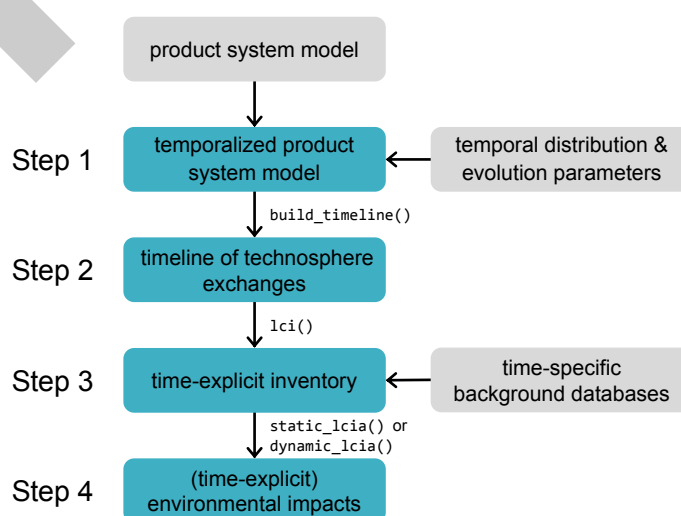 product system model
Step 1
temporalized product
system model
temporal distribution &
evolution parameters
build_timeline()
Step 2
timeline of technosphere
exchanges
lci()
Step 3
time-explicit inventory
time-specific
background databases
static_lcia() or
dynamic_lcia()
Step 4
(time-explicit)
environmental impacts